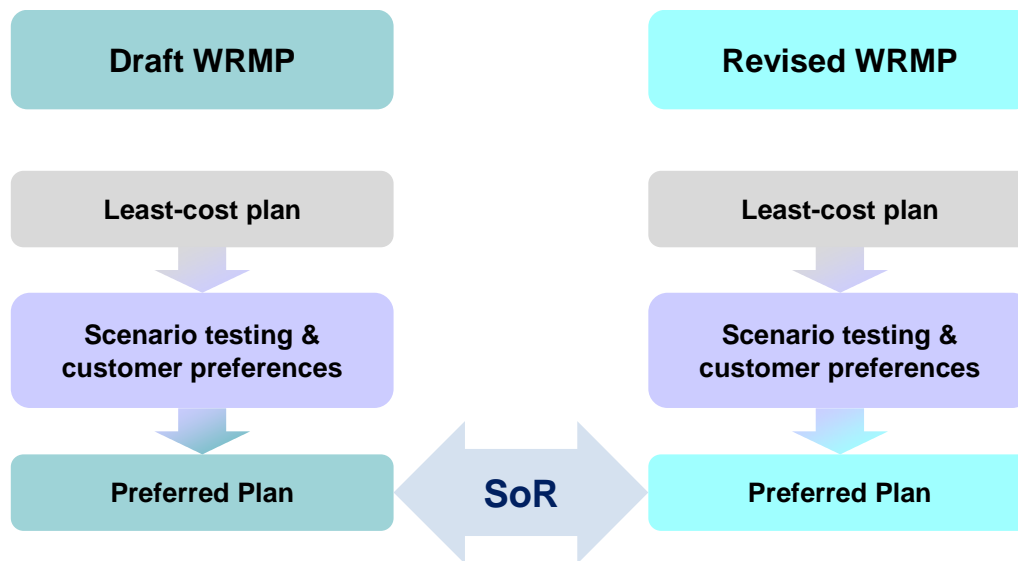 Draft WRMP
Revised WRMP
Least-cost plan
Least-cost plan
Scenario testing &
customer preferences
Scenario testing &
customer preferences
Preferred Plan
SoR
Preferred Plan